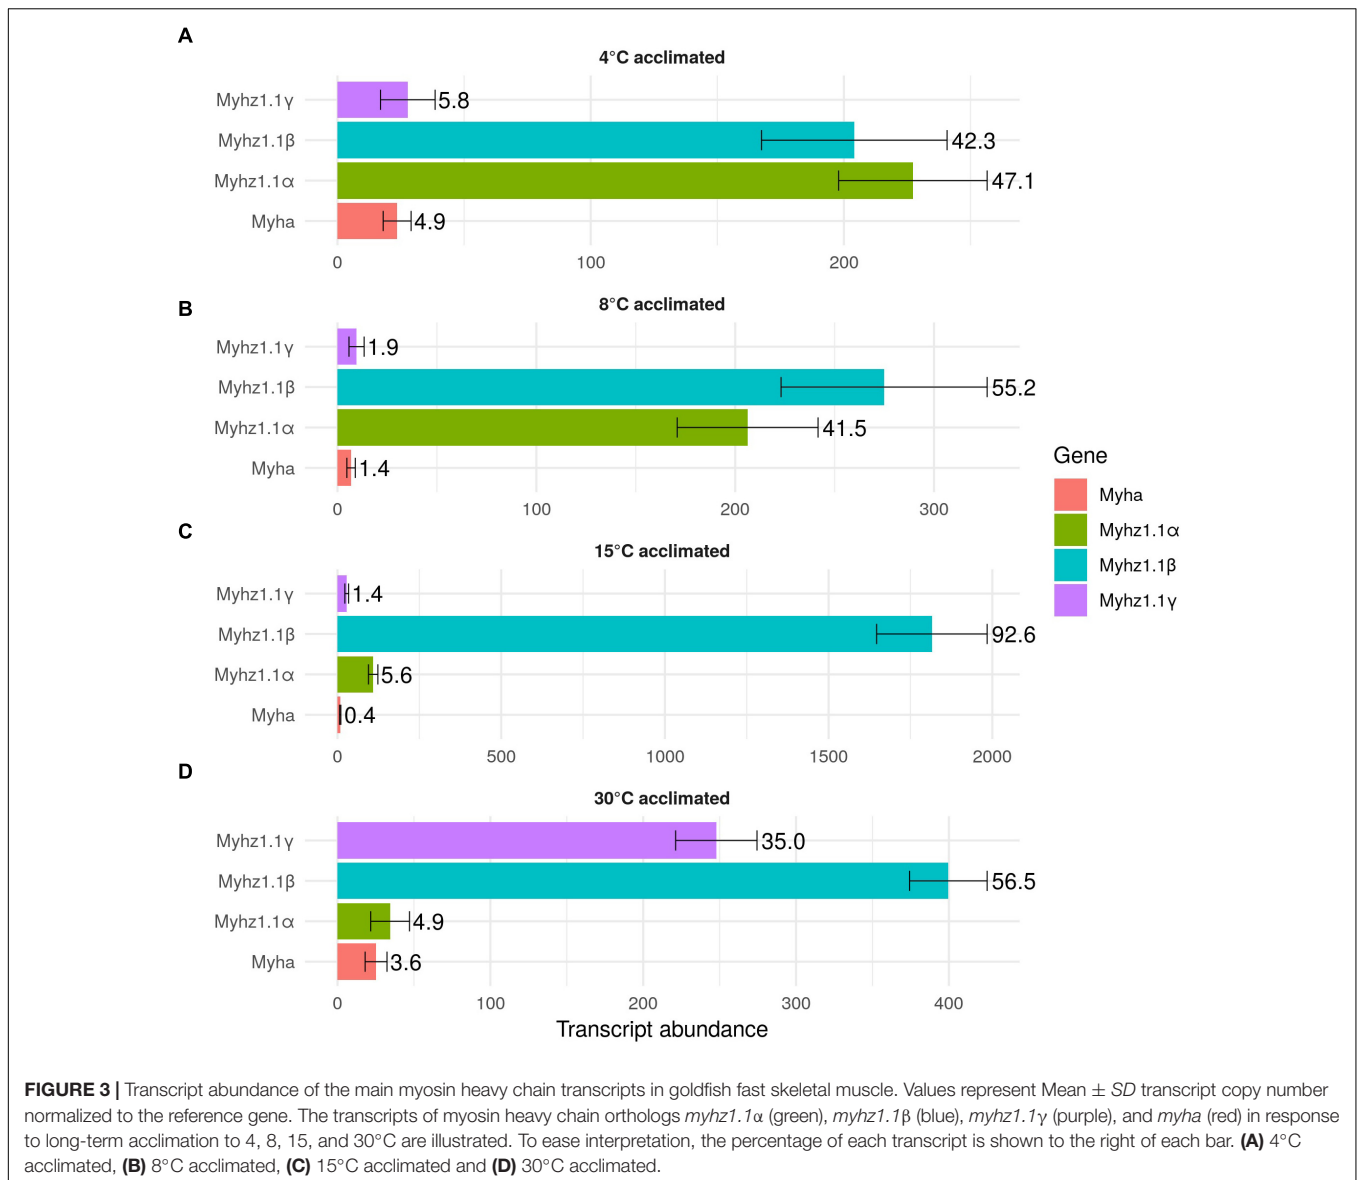 A
4°C acclimated
Myhz1.1γ 5.8
Myhz1.1β 42.3
Myhz1.1α 47.1
Myha 4.9
0 100 200
B
8°C acclimated
Myhz1.1γ 1.9
Myhz1.1β 55.2
Myhz1.1α 41.5
Myha 1.4
0 100 200 300
C
15°C acclimated
Myhz1.1γ 1.4
Myhz1.1β 92.6
Myhz1.1α 5.6
Myha 0.4
0 500 1000 1500 2000
D
30°C acclimated
Myhz1.1γ 35.0
Myhz1.1β 56.5
Myhz1.1α 4.9
Myha 3.6
0 100 200 300 400
Transcript abundance
Gene
Myha
Myhz1.1α
Myhz1.1β
Myhz1.1γ
FIGURE 3 | Transcript abundance of the main myosin heavy chain transcripts in goldfish fast skeletal muscle. Values represent Mean ± SD transcript copy number
normalized to the reference gene. The transcripts of myosin heavy chain orthologs myhz1.1α (green), myhz1.1β (blue), myhz1.1γ (purple), and myha (red) in response
to long-term acclimation to 4, 8, 15, and 30°C are illustrated. To ease interpretation, the percentage of each transcript is shown to the right of each bar. (A) 4°C
acclimated, (B) 8°C acclimated, (C) 15°C acclimated and (D) 30°C acclimated.